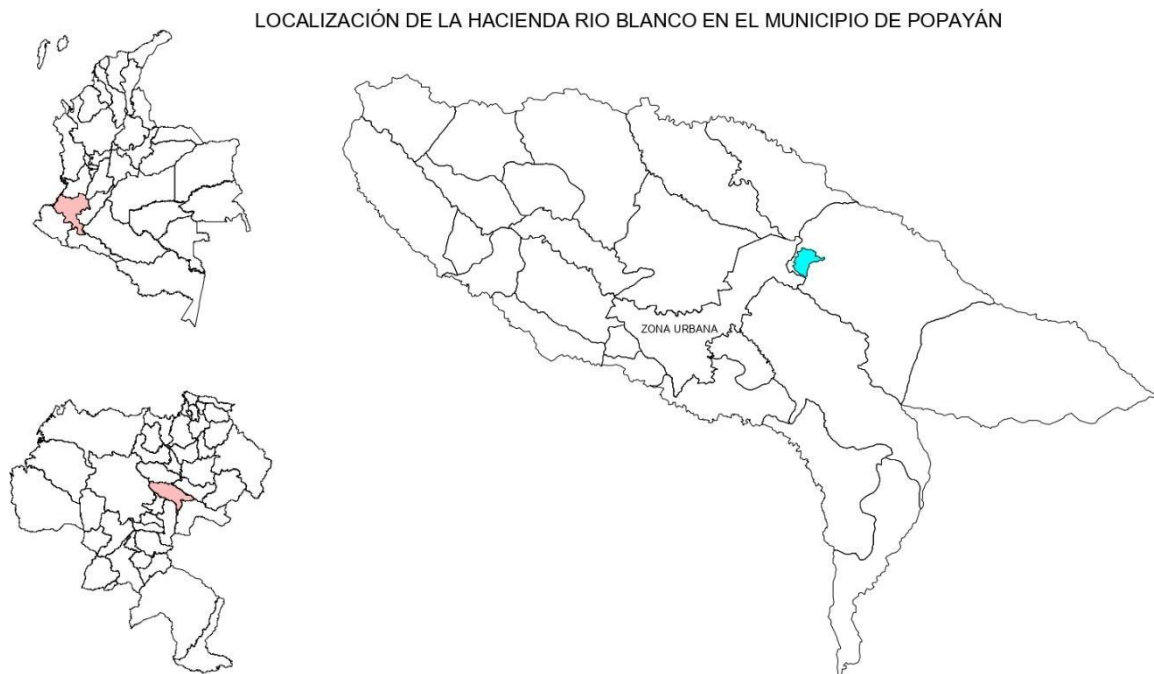 LOCALIZACIÓN DE LA HACIENDA RIO BLANCO EN EL MUNICIPIO DE POPAYÁN
ZONA URBANA